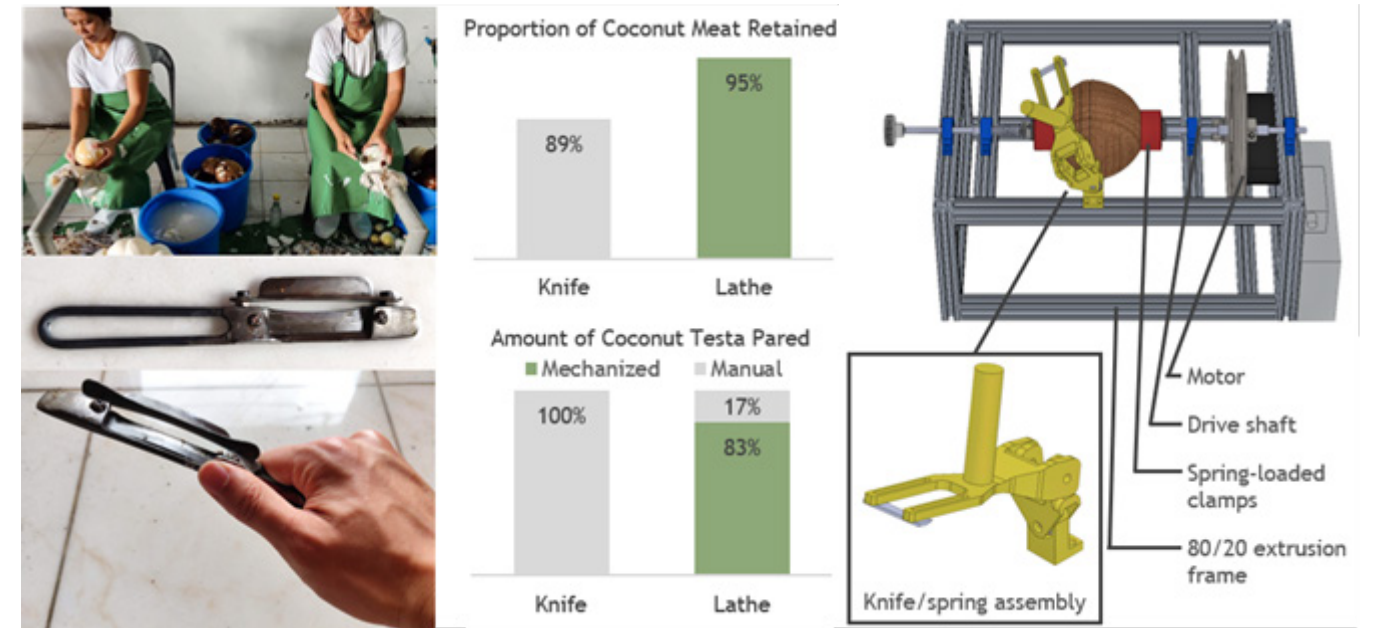 Proportion of Coconut Meat Retained
89%
95%
Knife
Lathe
Amount of Coconut Testa Pared
Mechanized
Manual
100%
17%
83%
Knife
Lathe
Motor
Drive shaft
Spring-loaded
clamps
80/20 extrusion
frame
Knife/spring assembly